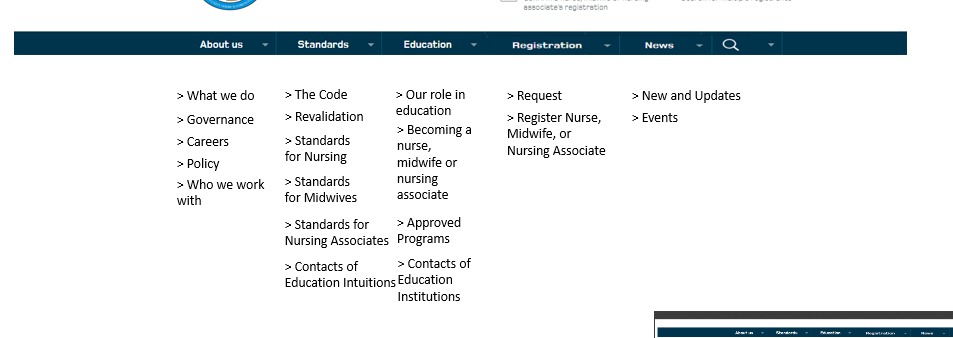 associate's registration
About us
Standards
Education
Registration
News
> What we do
> Governance
> Careers
> Policy
> Who we work
with
> The Code
> Revalidation
> Standards
for Nursing
> Standards
for Midwives
> Standards for
Nursing Associates
> Contacts of
Education Intuitions
> Our role in
education
> Becoming a
nurse,
midwife or
nursing
associate
> Approved
Programs
> Contacts of
Education
Institutions
> Request
> Register Nurse,
Midwife, or
Nursing Associate
> New and Updates
> Events
About us
Standards
Education
Registration
News